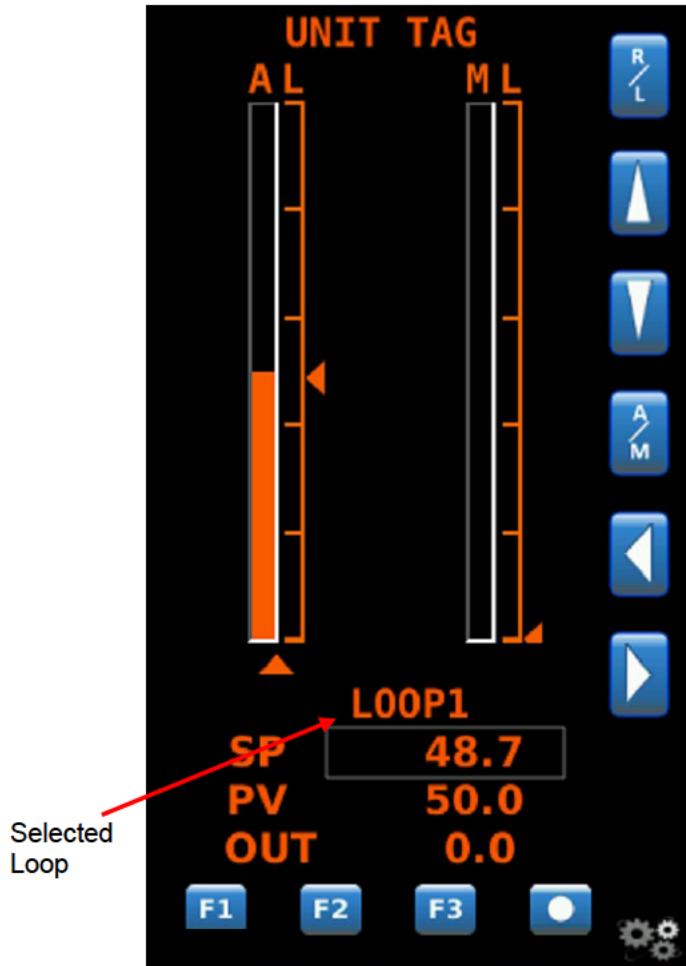 UNIT TAG
A L
M L
R/L
A/M
LOOP1
SP 48.7
PV 50.0
OUT 0.0
Selected
Loop
F1 F2 F3